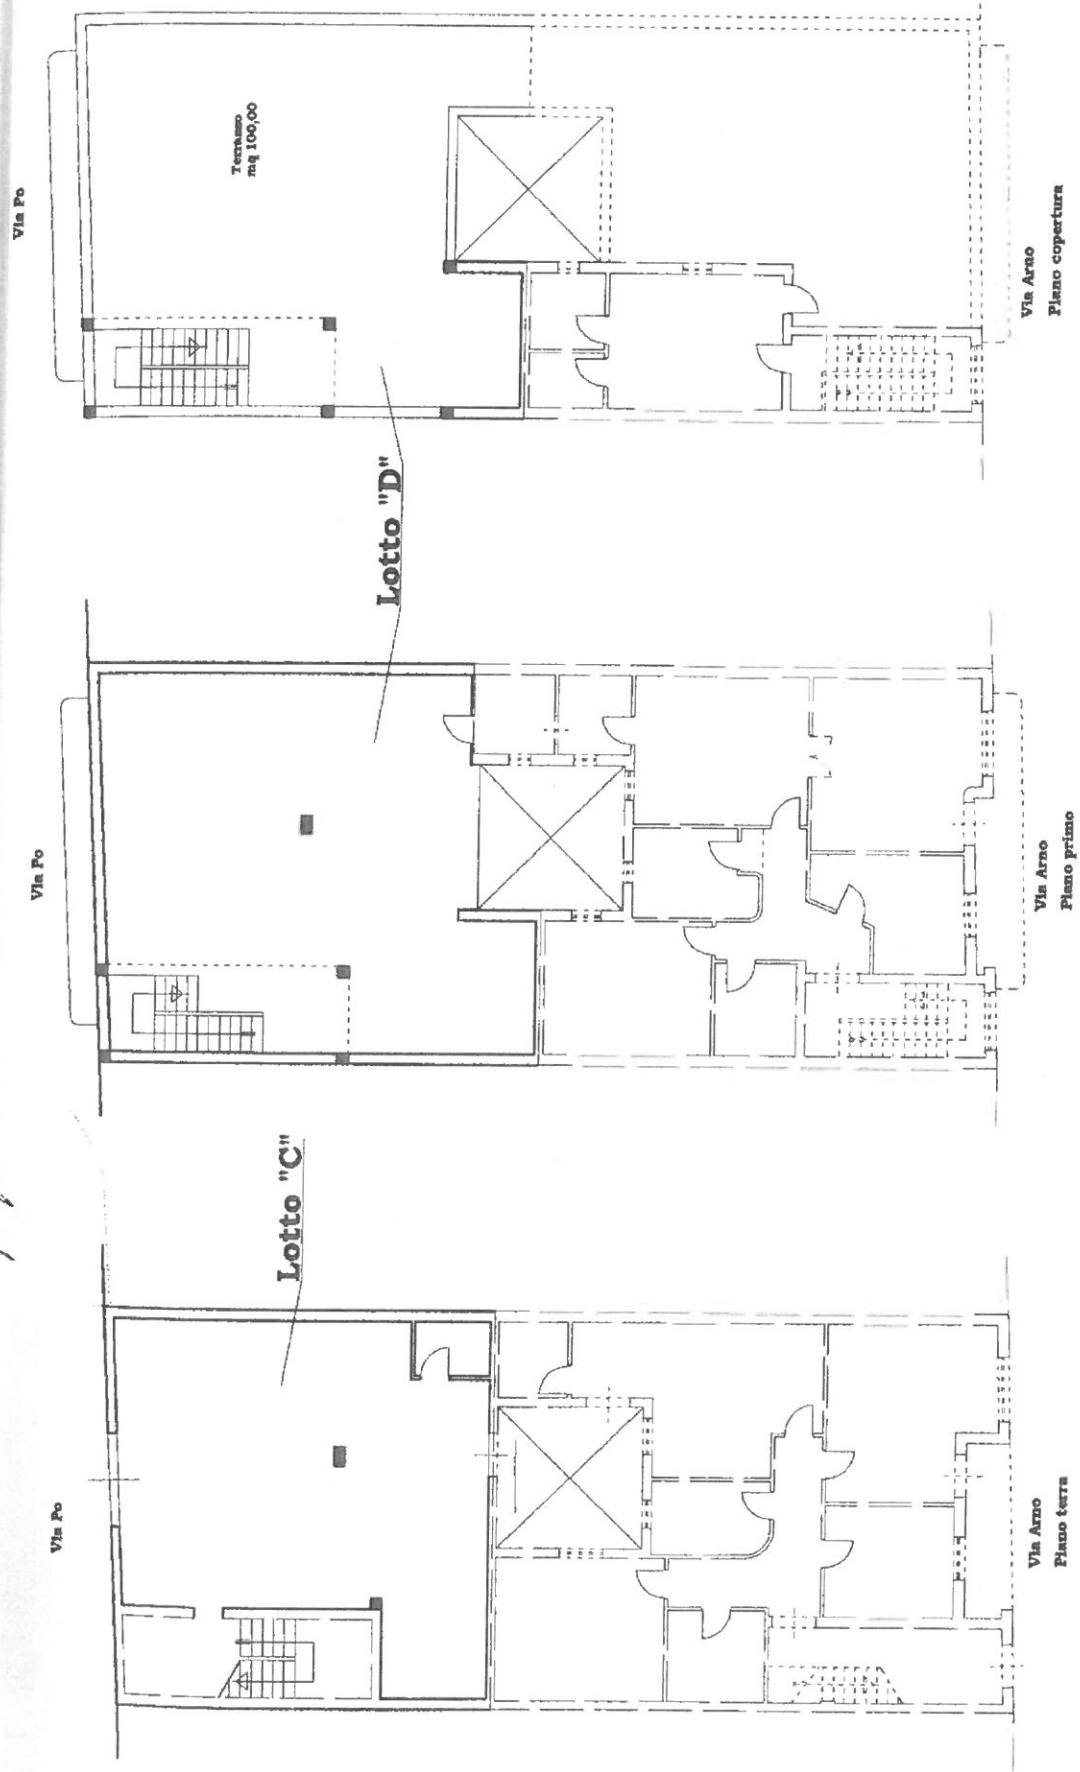 Via Po
Terrazzo
mq 100,00
Via Arno
Piano copertura
Lotto "D"
Via Po
Via Arno
Piano primo
Lotto "C"
Via Po
Via Arno
Piano terra